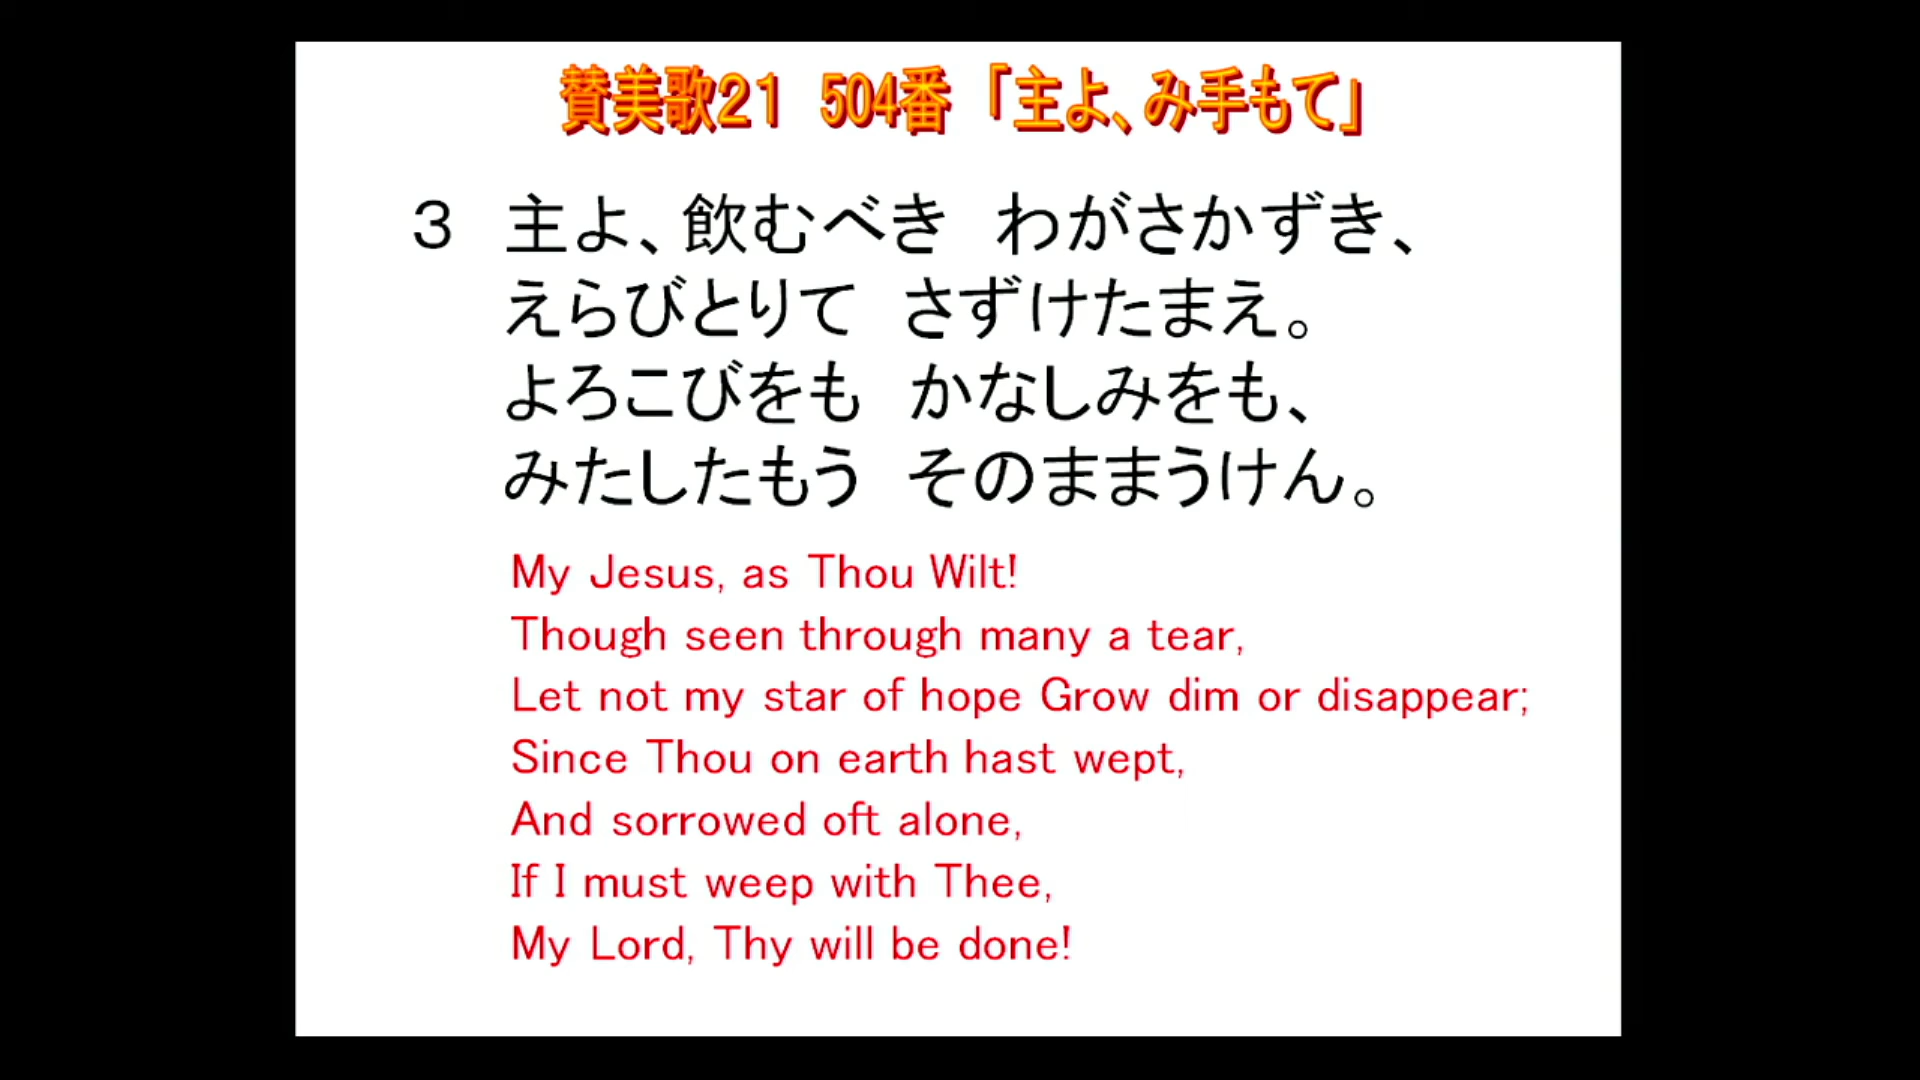 賛美歌21　504番「主よ、み手もて」
3　主よ、飲むべき　わがさかずき、
えらびとりて　さずけたまえ。
よろこびをも　かなしみをも、
みたしたもう　そのままうけん。
My Jesus, as Thou Wilt!
Though seen through many a tear,
Let not my star of hope Grow dim or disappear;
Since Thou on earth hast wept,
And sorrowed oft alone,
If I must weep with Thee,
My Lord, Thy will be done!